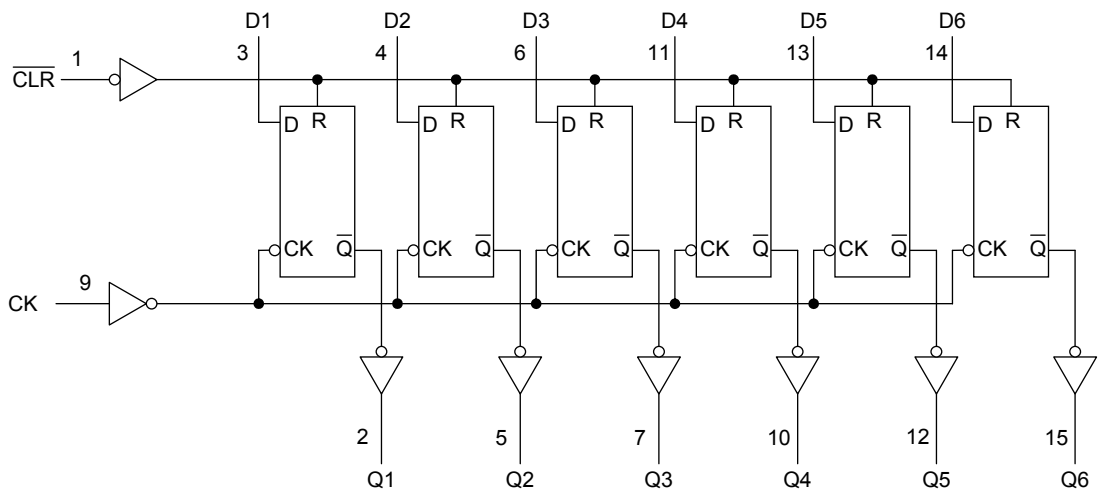 D1 D2 D3 D4 D5 D6
1 3 4 6 11 13 14
C̅L̅R̅
D R D R D R D R D R D R
CK Q̅ CK Q̅ CK Q̅ CK Q̅ CK Q̅ CK Q̅
9
CK
2 5 7 10 12 15
Q1 Q2 Q3 Q4 Q5 Q6